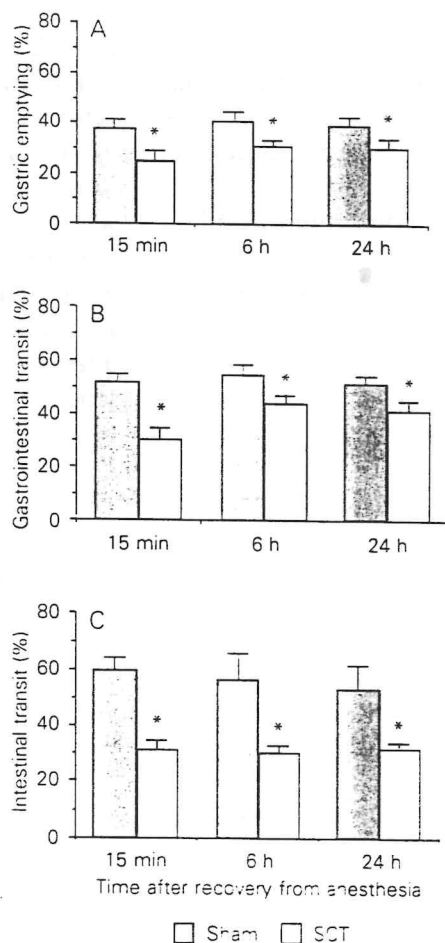 A
Gastric emptying (%)
80
60
40
20
0
*
*
*
15 min
6 h
24 h
B
Gastrointestinal transit (%)
80
60
40
20
0
*
*
*
15 min
6 h
24 h
C
Intestinal transit (%)
80
60
40
20
0
*
*
*
15 min
6 h
24 h
Time after recovery from anesthesia
Sham
SCT